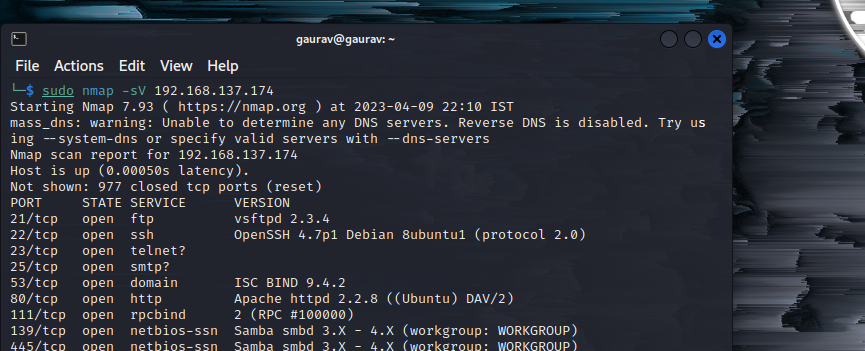 gaurav@gaurav: ~
File Actions Edit View Help
└─$ sudo nmap -sV 192.168.137.174
Starting Nmap 7.93 ( https://nmap.org ) at 2023-04-09 22:10 IST
mass_dns: warning: Unable to determine any DNS servers. Reverse DNS is disabled. Try us
ing --system-dns or specify valid servers with --dns-servers
Nmap scan report for 192.168.137.174
Host is up (0.00050s latency).
Not shown: 977 closed tcp ports (reset)
PORT STATE SERVICE VERSION
21/tcp open ftp vsftpd 2.3.4
22/tcp open ssh OpenSSH 4.7p1 Debian 8ubuntu1 (protocol 2.0)
23/tcp open telnet?
25/tcp open smtp?
53/tcp open domain ISC BIND 9.4.2
80/tcp open http Apache httpd 2.2.8 ((Ubuntu) DAV/2)
111/tcp open rpcbind 2 (RPC #100000)
139/tcp open netbios-ssn Samba smbd 3.X - 4.X (workgroup: WORKGROUP)
445/tcp open netbios-ssn Samba smbd 3.X - 4.X (workgroup: WORKGROUP)